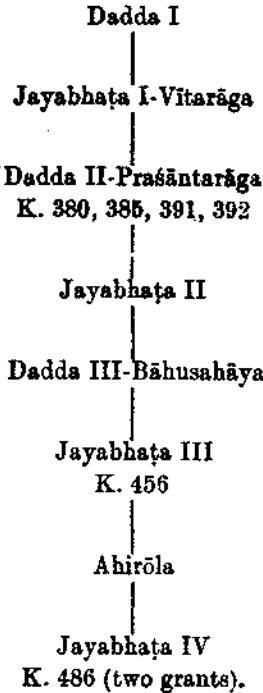 Dadda I
Jayabhaṭa I-Vītarāga
Dadda II-Praśāntarāga
K. 380, 385, 391, 392
Jayabhaṭa II
Dadda III-Bāhusahāya
Jayabhaṭa III
K. 456
Ahirōla
Jayabhaṭa IV
K. 486 (two grants).